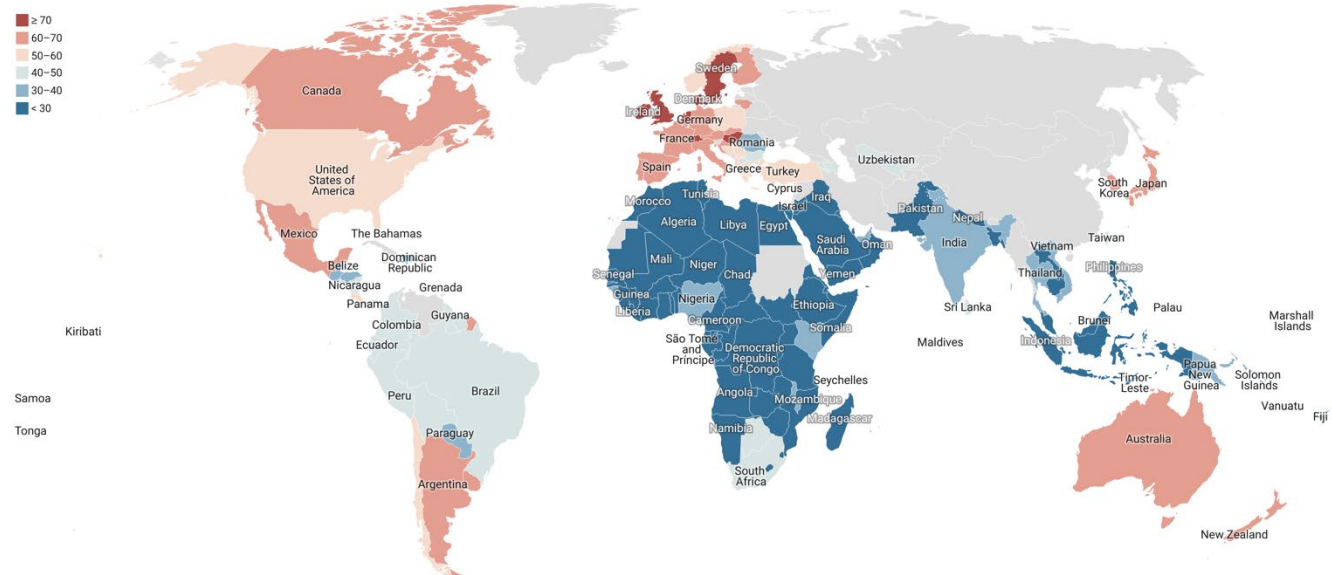 ≥ 70
60–70
50–60
40–50
30–40
< 30
Canada
United
States of
America
Mexico
The Bahamas
Belize
Dominican
Republic
Nicaragua
Grenada
Panama
Guyana
Colombia
Ecuador
Peru
Brazil
Paraguay
Argentina
Kiribati
Samoa
Tonga
Sweden
Denmark
Ireland
Germany
France
Romania
Spain
Greece
Turkey
Cyprus
Uzbekistan
Morocco
Tunisia
Israel
Iraq
Algeria
Libya
Egypt
Saudi
Arabia
Oman
Yemen
Mali
Niger
Chad
Senegal
Guinea
Liberia
Nigeria
Cameroon
Ethiopia
Somalia
São Tomé
and
Príncipe
Democratic
Republic
of Congo
Seychelles
Angola
Mozambique
Madagascar
Namibia
South
Africa
Pakistan
Nepal
India
Sri Lanka
Maldives
South
Korea
Japan
Taiwan
Vietnam
Thailand
Philippines
Brunei
Indonesia
Palau
Marshall
Islands
Papua
New
Guinea
Timor-
Leste
Solomon
Islands
Vanuatu
Fiji
Australia
New Zealand